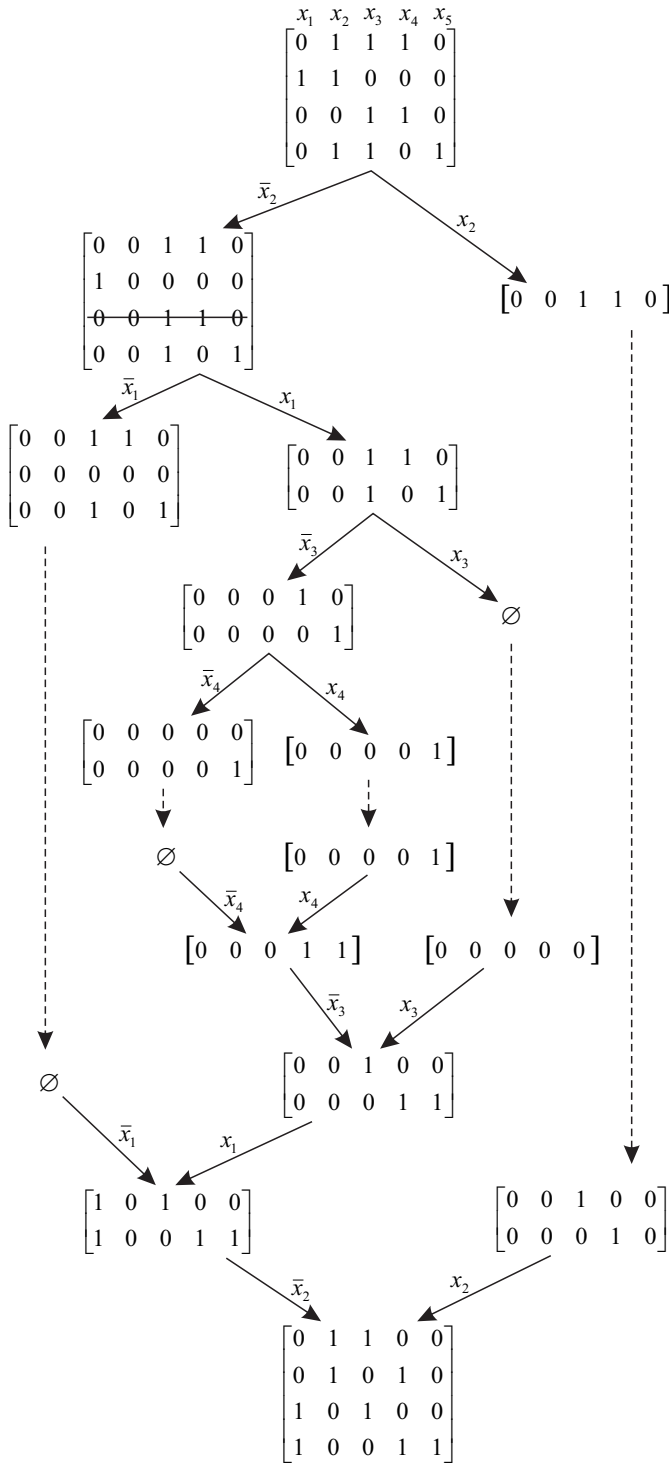 x₁ x₂ x₃ x₄ x₅
0 1 1 1 0
1 1 0 0 0
0 0 1 1 0
0 1 1 0 1
x̅₂ x₂
0 0 1 1 0
1 0 0 0 0
0 0 1 1 0
0 0 1 0 1
[0 0 1 1 0]
x̅₁ x₁
0 0 1 1 0
0 0 0 0 0
0 0 1 0 1
0 0 1 1 0
0 0 1 0 1
x̅₃ x₃
0 0 0 1 0
0 0 0 0 1
∅
x̅₄ x₄
0 0 0 0 0
0 0 0 0 1
[0 0 0 0 1]
∅ [0 0 0 0 1]
x̅₄ x₄
[0 0 0 1 1] [0 0 0 0 0]
x̅₃ x₃
∅
0 0 1 0 0
0 0 0 1 1
x̅₁ x₁
1 0 1 0 0
1 0 0 1 1
0 0 1 0 0
0 0 0 1 0
x̅₂ x₂
0 1 1 0 0
0 1 0 1 0
1 0 1 0 0
1 0 0 1 1